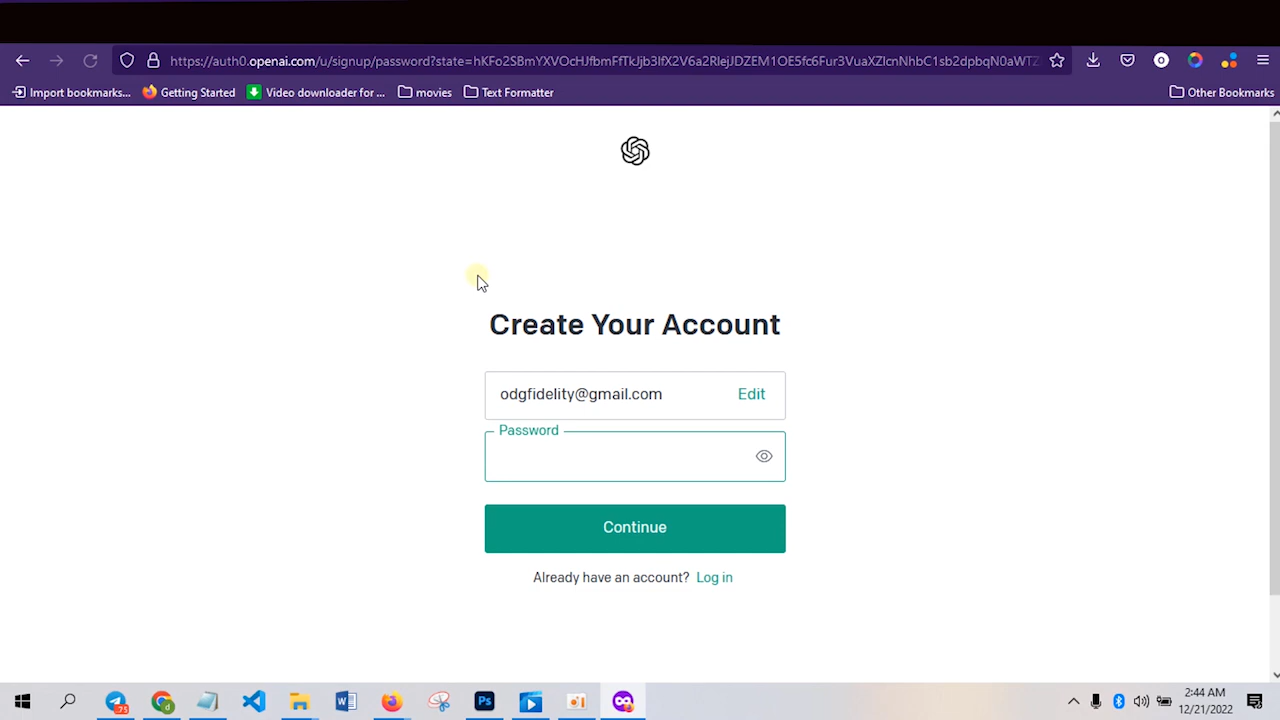 https://auth0.openai.com/u/signup/password?state=
Import bookmarks...
Getting Started
Video downloader for ...
movies
Text Formatter
Other Bookmarks
Create Your Account
odgfidelity@gmail.com
Edit
Password
Continue
Already have an account? Log in
75
d
Ps
2:44 AM
12/21/2022